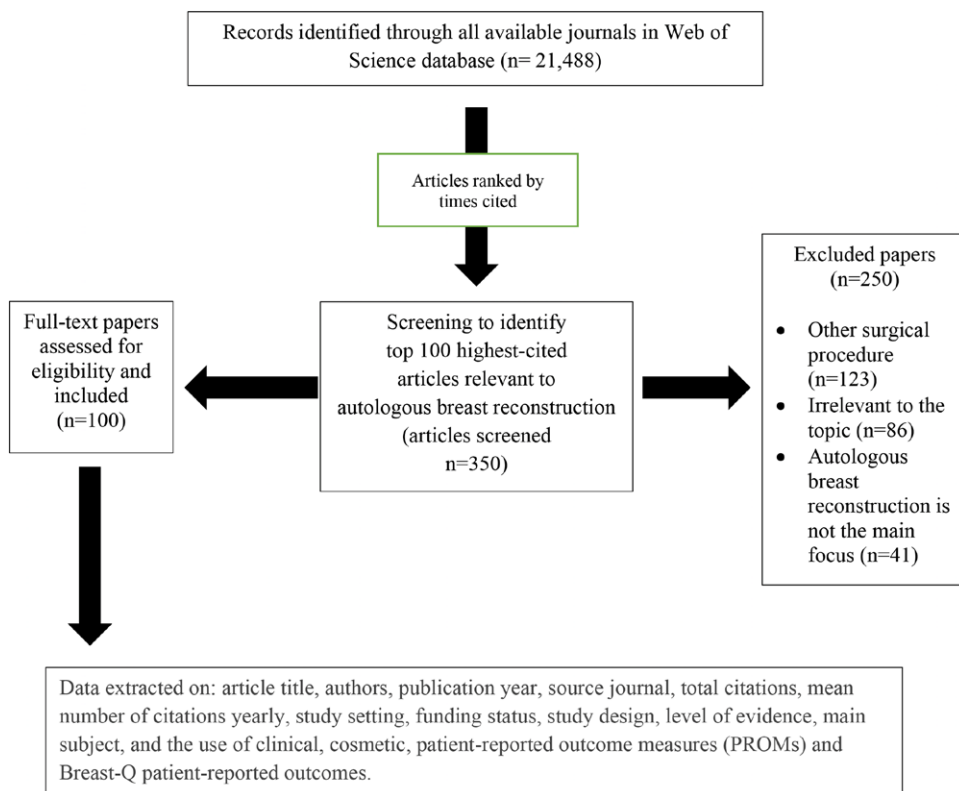 Records identified through all available journals in Web of
Science database (n= 21,488)
Articles ranked by
times cited
Screening to identify
top 100 highest-cited
articles relevant to
autologous breast reconstruction
(articles screened
n=350)
Full-text papers
assessed for
eligibility and
included
(n=100)
Excluded papers
(n=250)
• Other surgical
procedure
(n=123)
• Irrelevant to the
topic (n=86)
• Autologous
breast
reconstruction is
not the main
focus (n=41)
Data extracted on: article title, authors, publication year, source journal, total citations, mean
number of citations yearly, study setting, funding status, study design, level of evidence, main
subject, and the use of clinical, cosmetic, patient-reported outcome measures (PROMs) and
Breast-Q patient-reported outcomes.